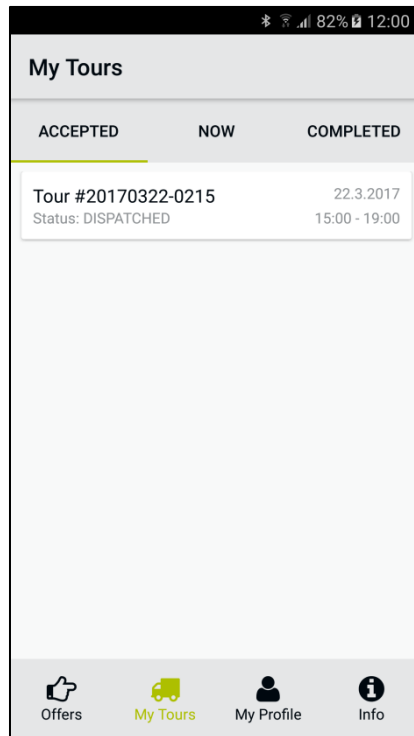 82% 12:00
My Tours
ACCEPTED NOW COMPLETED
Tour #20170322-0215 22.3.2017
Status: DISPATCHED 15:00 - 19:00
Offers My Tours My Profile Info